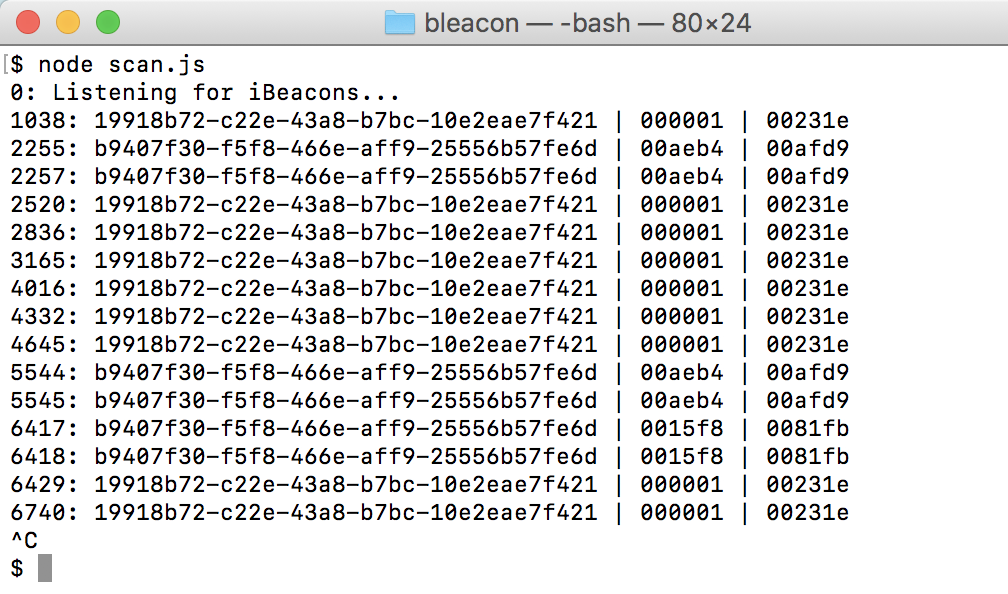 bleacon — -bash — 80×24
$ node scan.js
0: Listening for iBeacons...
1038: 19918b72-c22e-43a8-b7bc-10e2eae7f421 | 000001 | 00231e
2255: b9407f30-f5f8-466e-aff9-25556b57fe6d | 00aeb4 | 00afd9
2257: b9407f30-f5f8-466e-aff9-25556b57fe6d | 00aeb4 | 00afd9
2520: 19918b72-c22e-43a8-b7bc-10e2eae7f421 | 000001 | 00231e
2836: 19918b72-c22e-43a8-b7bc-10e2eae7f421 | 000001 | 00231e
3165: 19918b72-c22e-43a8-b7bc-10e2eae7f421 | 000001 | 00231e
4016: 19918b72-c22e-43a8-b7bc-10e2eae7f421 | 000001 | 00231e
4332: 19918b72-c22e-43a8-b7bc-10e2eae7f421 | 000001 | 00231e
4645: 19918b72-c22e-43a8-b7bc-10e2eae7f421 | 000001 | 00231e
5544: b9407f30-f5f8-466e-aff9-25556b57fe6d | 00aeb4 | 00afd9
5545: b9407f30-f5f8-466e-aff9-25556b57fe6d | 00aeb4 | 00afd9
6417: b9407f30-f5f8-466e-aff9-25556b57fe6d | 0015f8 | 0081fb
6418: b9407f30-f5f8-466e-aff9-25556b57fe6d | 0015f8 | 0081fb
6429: 19918b72-c22e-43a8-b7bc-10e2eae7f421 | 000001 | 00231e
6740: 19918b72-c22e-43a8-b7bc-10e2eae7f421 | 000001 | 00231e
^C
$